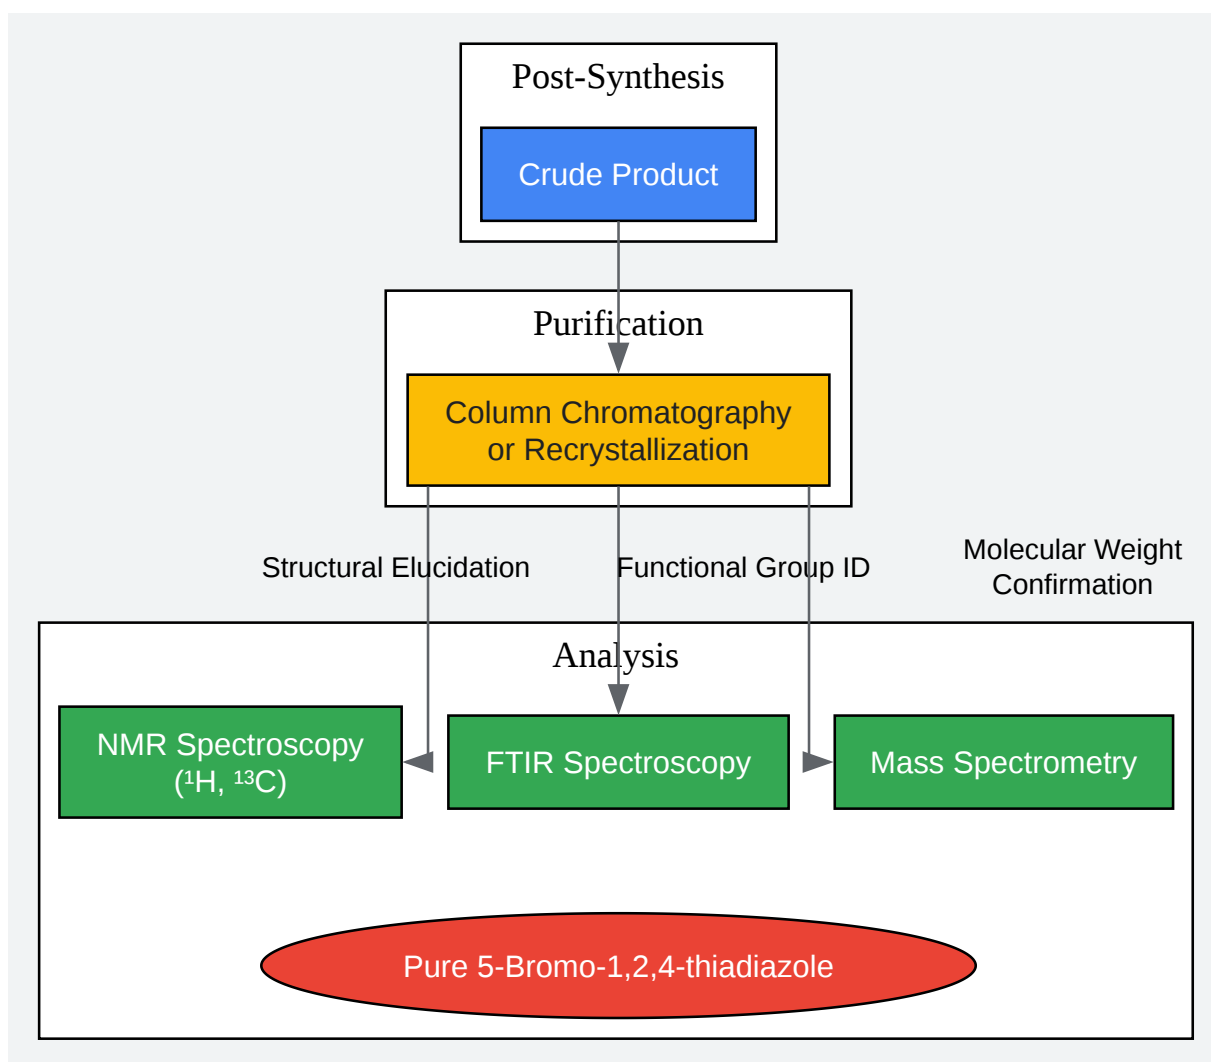 Post-Synthesis
Crude Product
Purification
Column Chromatography
or Recrystallization
Structural Elucidation
Functional Group ID
Molecular Weight
Confirmation
Analysis
NMR Spectroscopy
(¹H, ¹³C)
FTIR Spectroscopy
Mass Spectrometry
Pure 5-Bromo-1,2,4-thiadiazole